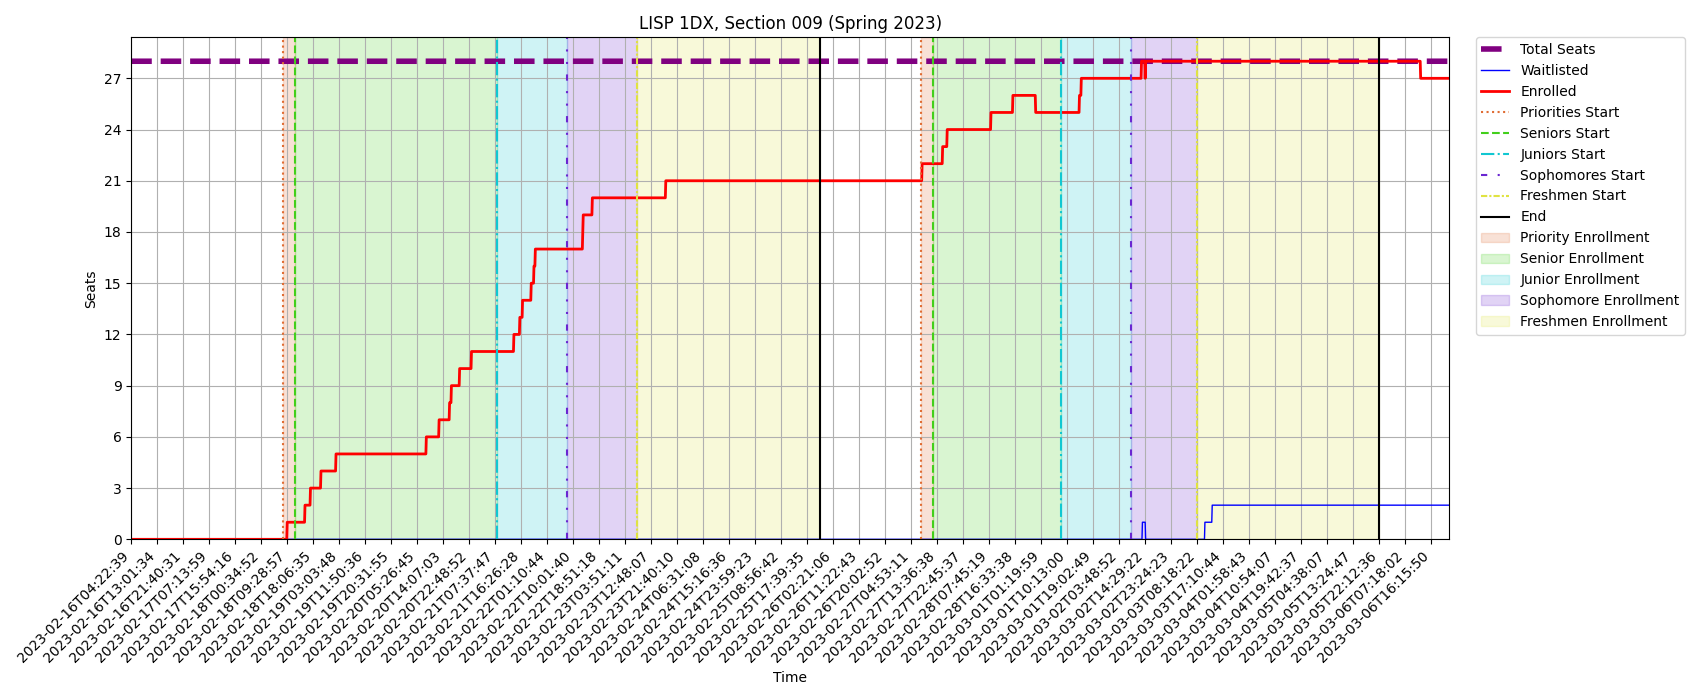 LISP 1DX, Section 009 (Spring 2023)
Seats
27
24
21
18
15
12
9
6
3
0
2023-02-16T04:22:39
2023-02-16T13:01:34
2023-02-16T21:40:31
2023-02-17T07:13:59
2023-02-17T15:54:16
2023-02-18T00:34:52
2023-02-18T09:28:57
2023-02-18T18:06:35
2023-02-19T03:03:48
2023-02-19T11:50:36
2023-02-19T20:31:55
2023-02-20T05:26:45
2023-02-20T14:07:03
2023-02-20T22:48:52
2023-02-21T07:37:47
2023-02-21T16:26:28
2023-02-22T01:10:44
2023-02-22T10:01:40
2023-02-22T18:51:18
2023-02-23T03:51:11
2023-02-23T12:48:07
2023-02-23T21:40:10
2023-02-24T06:31:08
2023-02-24T15:16:36
2023-02-24T23:59:23
2023-02-25T08:56:42
2023-02-25T17:39:35
2023-02-26T02:21:06
2023-02-26T11:22:43
2023-02-26T20:02:52
2023-02-27T04:53:11
2023-02-27T13:36:38
2023-02-27T22:45:37
2023-02-28T07:45:19
2023-02-28T16:33:38
2023-03-01T01:19:59
2023-03-01T10:13:00
2023-03-01T19:02:49
2023-03-02T03:48:52
2023-03-02T14:29:22
2023-03-02T23:24:23
2023-03-03T08:18:22
2023-03-03T17:10:44
2023-03-04T01:58:43
2023-03-04T10:54:07
2023-03-04T19:42:37
2023-03-05T04:38:07
2023-03-05T13:24:47
2023-03-05T22:12:36
2023-03-06T07:18:02
2023-03-06T16:15:50
Time
Total Seats
Waitlisted
Enrolled
Priorities Start
Seniors Start
Juniors Start
Sophomores Start
Freshmen Start
End
Priority Enrollment
Senior Enrollment
Junior Enrollment
Sophomore Enrollment
Freshmen Enrollment